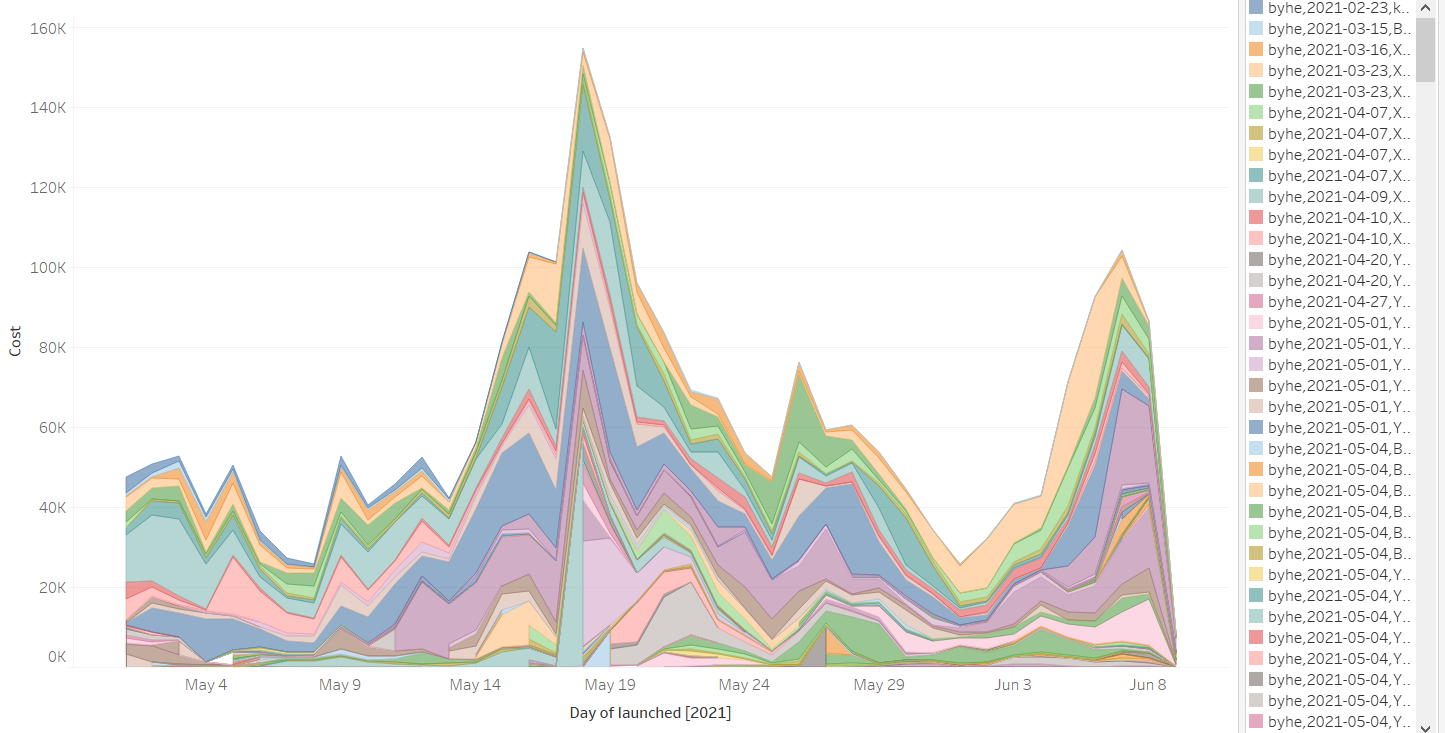 160K
140K
120K
100K
80K
60K
40K
20K
0K
Cost
May 4 May 9 May 14 May 19 May 24 May 29 Jun 3 Jun 8
Day of launched [2021]
byhe,2021-02-23,k..
byhe,2021-03-15,B..
byhe,2021-03-16,X..
byhe,2021-03-23,X..
byhe,2021-03-23,X..
byhe,2021-04-07,X..
byhe,2021-04-07,X..
byhe,2021-04-07,X..
byhe,2021-04-07,X..
byhe,2021-04-09,X..
byhe,2021-04-10,X..
byhe,2021-04-10,X..
byhe,2021-04-20,Y..
byhe,2021-04-20,Y..
byhe,2021-04-27,Y..
byhe,2021-05-01,Y..
byhe,2021-05-01,Y..
byhe,2021-05-01,Y..
byhe,2021-05-01,Y..
byhe,2021-05-01,Y..
byhe,2021-05-01,Y..
byhe,2021-05-04,B..
byhe,2021-05-04,B..
byhe,2021-05-04,B..
byhe,2021-05-04,B..
byhe,2021-05-04,B..
byhe,2021-05-04,B..
byhe,2021-05-04,Y..
byhe,2021-05-04,Y..
byhe,2021-05-04,Y..
byhe,2021-05-04,Y..
byhe,2021-05-04,Y..
byhe,2021-05-04,Y..
byhe,2021-05-04,Y..
byhe,2021-05-04,Y..